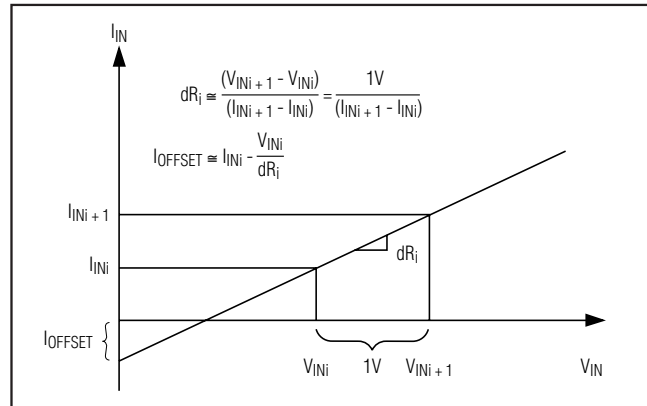 I_IN
dR_i ≅ (V_INi + 1 - V_INi) / (I_INi + 1 - I_INi) = 1V / (I_INi + 1 - I_INi)
I_OFFSET ≅ I_INi - V_INi / dR_i
I_INi + 1
I_INi
dR_i
I_OFFSET {
V_INi 1V V_INi + 1 V_IN